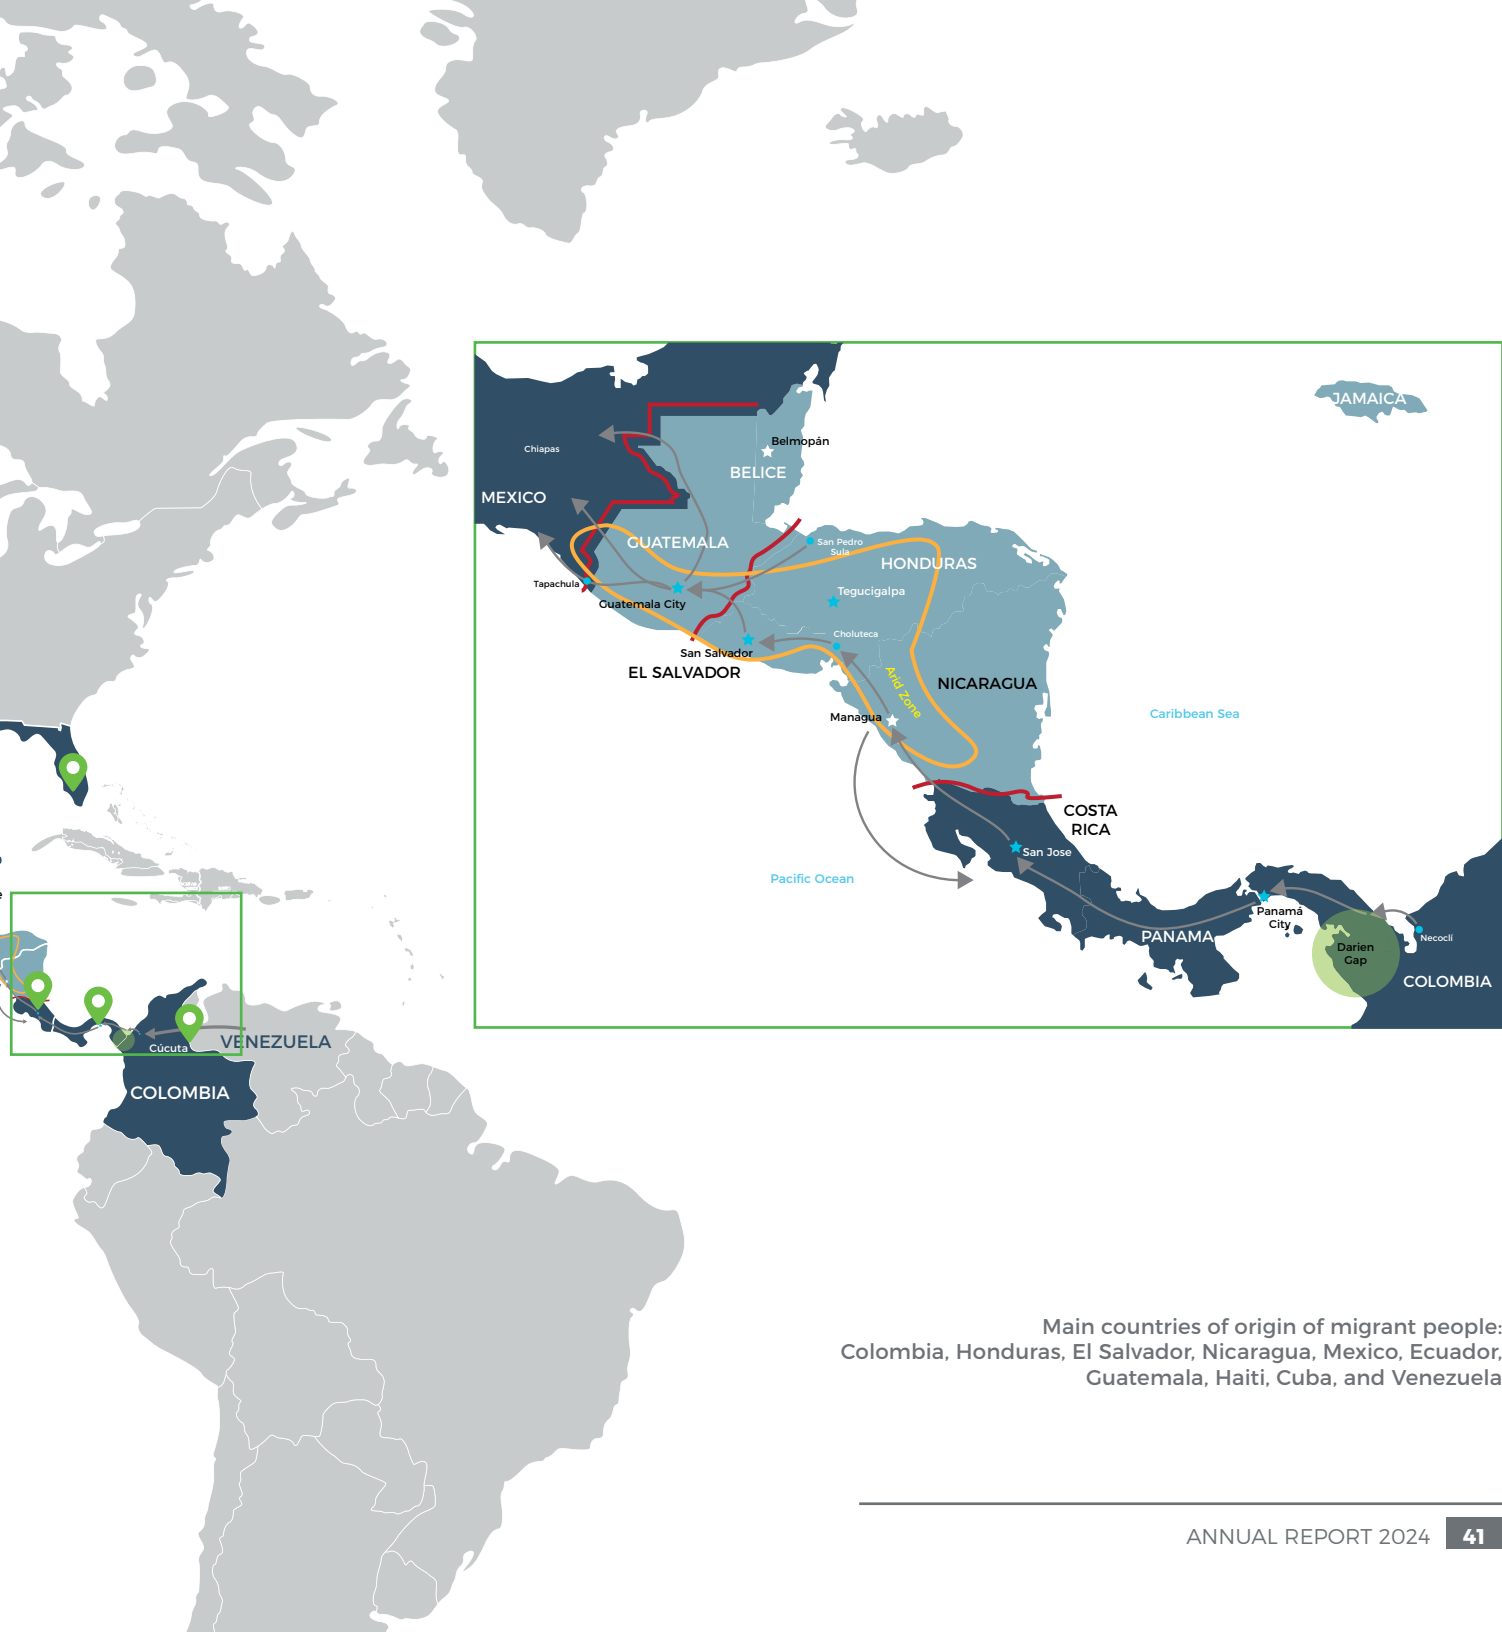 JAMAICA
Belmopán
Chiapas
BELICE
MEXICO
GUATEMALA
San Pedro
Sula
HONDURAS
Tapachula
Tegucigalpa
Guatemala City
Choluteca
San Salvador
EL SALVADOR
Arid Zone
NICARAGUA
Managua
Caribbean Sea
COSTA
RICA
San Jose
Pacific Ocean
Panamá
City
PANAMA
Darien
Gap
Necoclí
COLOMBIA
Cúcuta
VENEZUELA
COLOMBIA
Main countries of origin of migrant people:
Colombia, Honduras, El Salvador, Nicaragua, Mexico, Ecuador,
Guatemala, Haiti, Cuba, and Venezuela
ANNUAL REPORT 2024 41